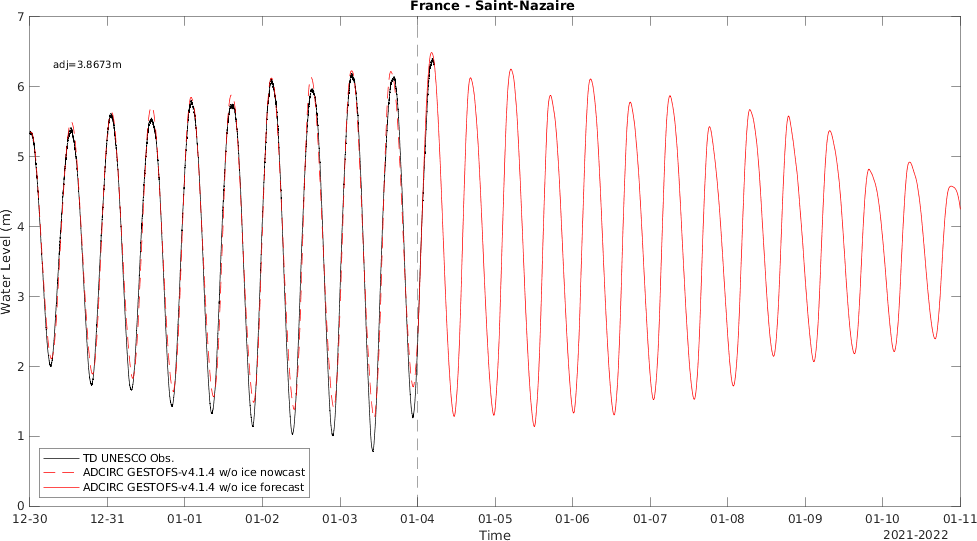 France - Saint-Nazaire
adj=3.8673m
7
6
5
4
3
2
1
0
Water Level (m)
TD UNESCO Obs.
ADCIRC GESTOFS-v4.1.4 w/o ice nowcast
ADCIRC GESTOFS-v4.1.4 w/o ice forecast
12-30 12-31 01-01 01-02 01-03 01-04 01-05 01-06 01-07 01-08 01-09 01-10 01-11
Time
2021-2022